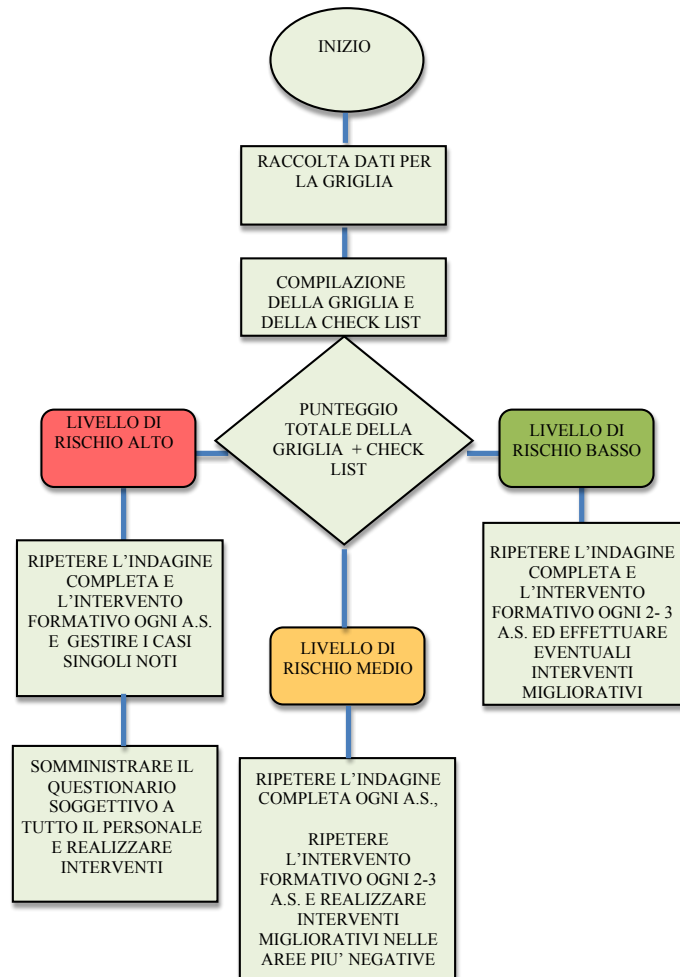 INIZIO
RACCOLTA DATI PER
LA GRIGLIA
COMPILAZIONE
DELLA GRIGLIA E
DELLA CHECK LIST
PUNTEGGIO
TOTALE DELLA
GRIGLIA + CHECK
LIST
LIVELLO DI
RISCHIO ALTO
RIPETERE L’INDAGINE
COMPLETA E
L’INTERVENTO
FORMATIVO OGNI A.S.
E GESTIRE I CASI
SINGOLI NOTI
SOMMINISTRARE IL
QUESTIONARIO
SOGGETTIVO A
TUTTO IL PERSONALE
E REALIZZARE
INTERVENTI
LIVELLO DI
RISCHIO MEDIO
RIPETERE L’INDAGINE
COMPLETA OGNI A.S.,
RIPETERE
L’INTERVENTO
FORMATIVO OGNI 2-3
A.S. E REALIZZARE
INTERVENTI
MIGLIORATIVI NELLE
AREE PIU’ NEGATIVE
LIVELLO DI
RISCHIO BASSO
RIPETERE L’INDAGINE
COMPLETA E
L’INTERVENTO
FORMATIVO OGNI 2- 3
A.S. ED EFFETTUARE
EVENTUALI
INTERVENTI
MIGLIORATIVI